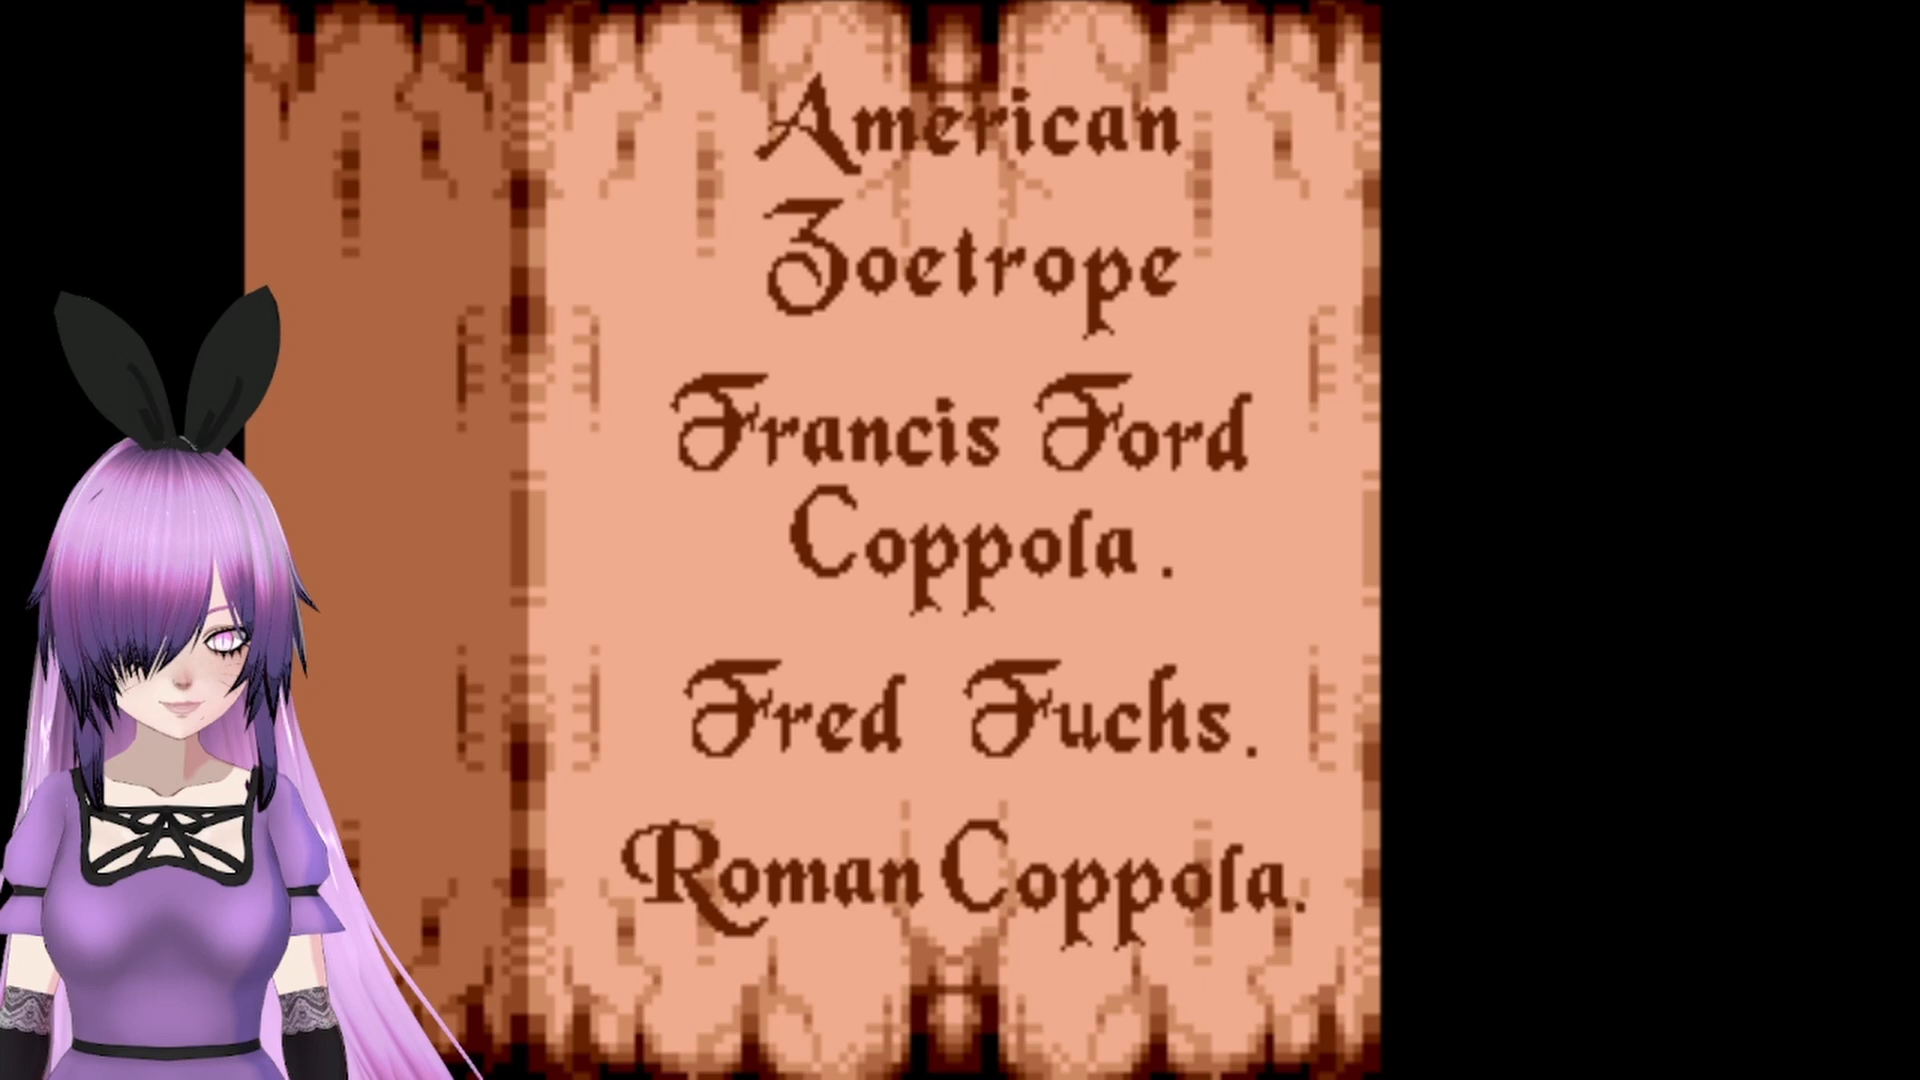 American
Zoetrope
Francis Ford
Coppola.
Fred Fuchs.
Roman Coppola.